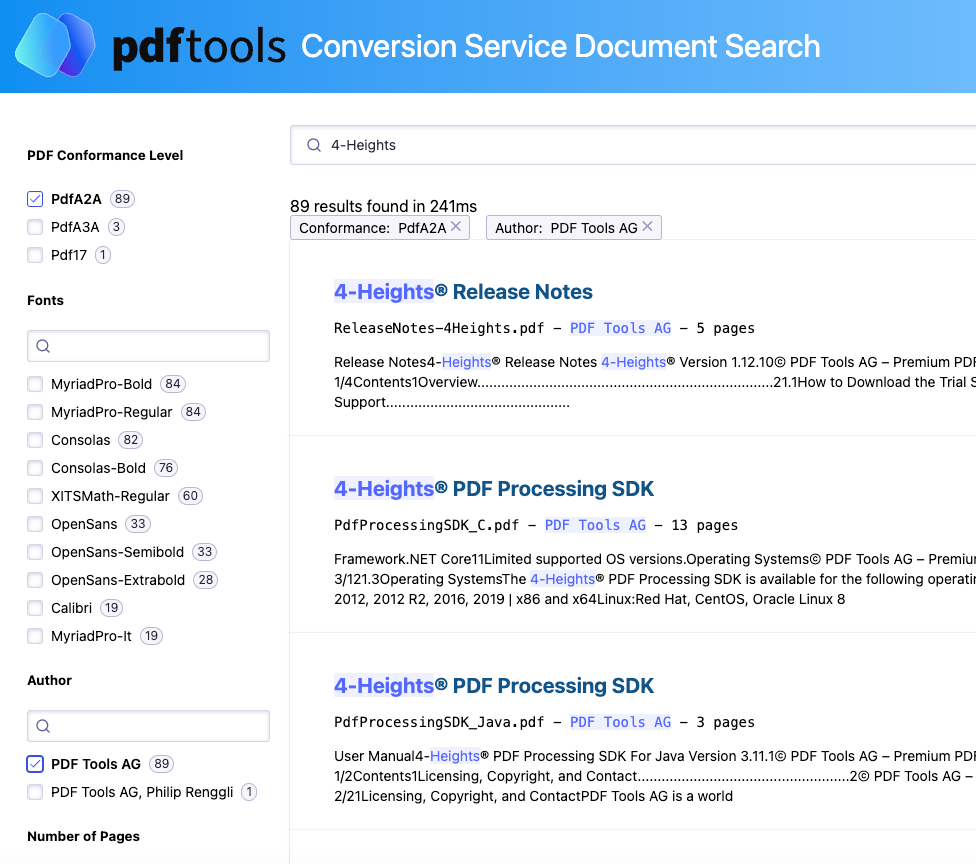 pdftools Conversion Service Document Search
PDF Conformance Level
PdfA2A 89
PdfA3A 3
Pdf17 1
Fonts
MyriadPro-Bold 84
MyriadPro-Regular 84
Consolas 82
Consolas-Bold 76
XITSMath-Regular 60
OpenSans 33
OpenSans-Semibold 33
OpenSans-Extrabold 28
Calibri 19
MyriadPro-It 19
Author
PDF Tools AG 89
PDF Tools AG, Philip Renggli 1
Number of Pages
4-Heights
89 results found in 241ms
Conformance: PdfA2A Author: PDF Tools AG
4-Heights® Release Notes
ReleaseNotes-4Heights.pdf – PDF Tools AG – 5 pages
Release Notes4-Heights® Release Notes 4-Heights® Version 1.12.10© PDF Tools AG – Premium PDF
1/4Contents1Overview..........................................................................21.1How to Download the Trial S
Support..............................................
4-Heights® PDF Processing SDK
PdfProcessingSDK_C.pdf – PDF Tools AG – 13 pages
Framework.NET Core11Limited supported OS versions.Operating Systems© PDF Tools AG – Premium
3/121.3Operating SystemsThe 4-Heights® PDF Processing SDK is available for the following operatin
2012, 2012 R2, 2016, 2019 | x86 and x64Linux:Red Hat, CentOS, Oracle Linux 8
4-Heights® PDF Processing SDK
PdfProcessingSDK_Java.pdf – PDF Tools AG – 3 pages
User Manual4-Heights® PDF Processing SDK For Java Version 3.11.1© PDF Tools AG – Premium PDF
1/2Contents1Licensing, Copyright, and Contact.....................................................2© PDF Tools AG –
2/21Licensing, Copyright, and ContactPDF Tools AG is a world